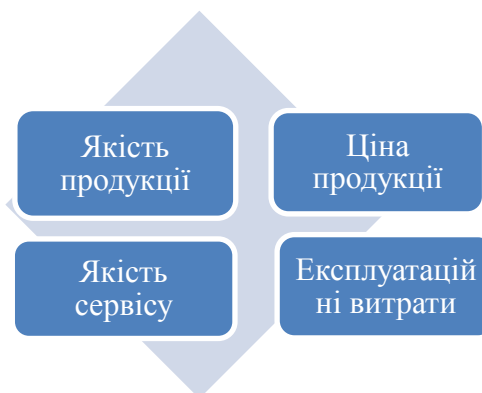 Якість
продукції
Ціна
продукції
Якість
сервісу
Експлуатацій
ні витрати